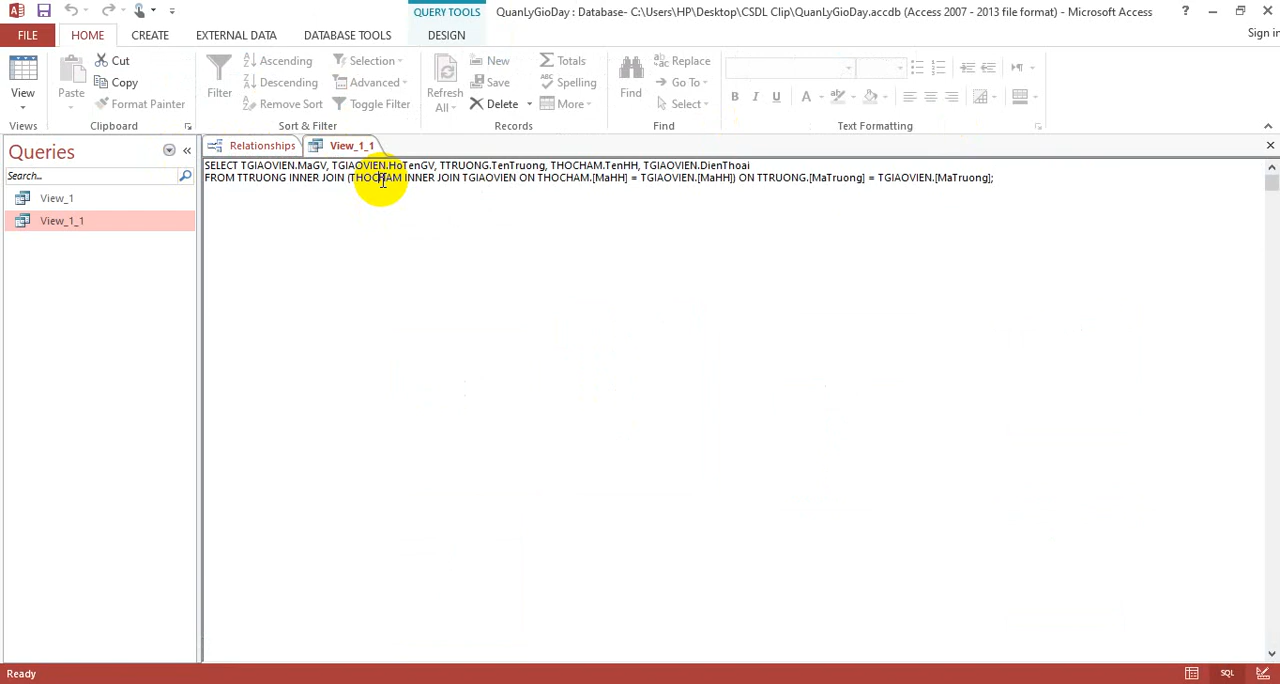 QUERY TOOLS
QuanLyGioDay : Database- C:\Users\HP\Desktop\CSDL Clip\QuanLyGioDay.accdb (Access 2007 - 2013 file format) - Microsoft Access
?
FILE HOME CREATE EXTERNAL DATA DATABASE TOOLS DESIGN Sign in
View
Views
Paste
Cut
Copy
Format Painter
Clipboard
Filter
Ascending
Descending
Remove Sort
Selection
Advanced
Toggle Filter
Sort & Filter
Refresh
All
New
Save
Delete
Totals
Spelling
More
Records
Find
Replace
Go To
Select
Find
B I U A
Text Formatting
Queries
Search...
View_1
View_1_1
Relationships View_1_1
SELECT TGIAOVIEN.MaGV, TGIAOVIEN.HoTenGV, TTRUONG.TenTruong, THOCHAM.TenHH, TGIAOVIEN.DienThoai
FROM TTRUONG INNER JOIN (THOCHAM INNER JOIN TGIAOVIEN ON THOCHAM.[MaHH] = TGIAOVIEN.[MaHH]) ON TTRUONG.[MaTruong] = TGIAOVIEN.[MaTruong];
Ready
SQL